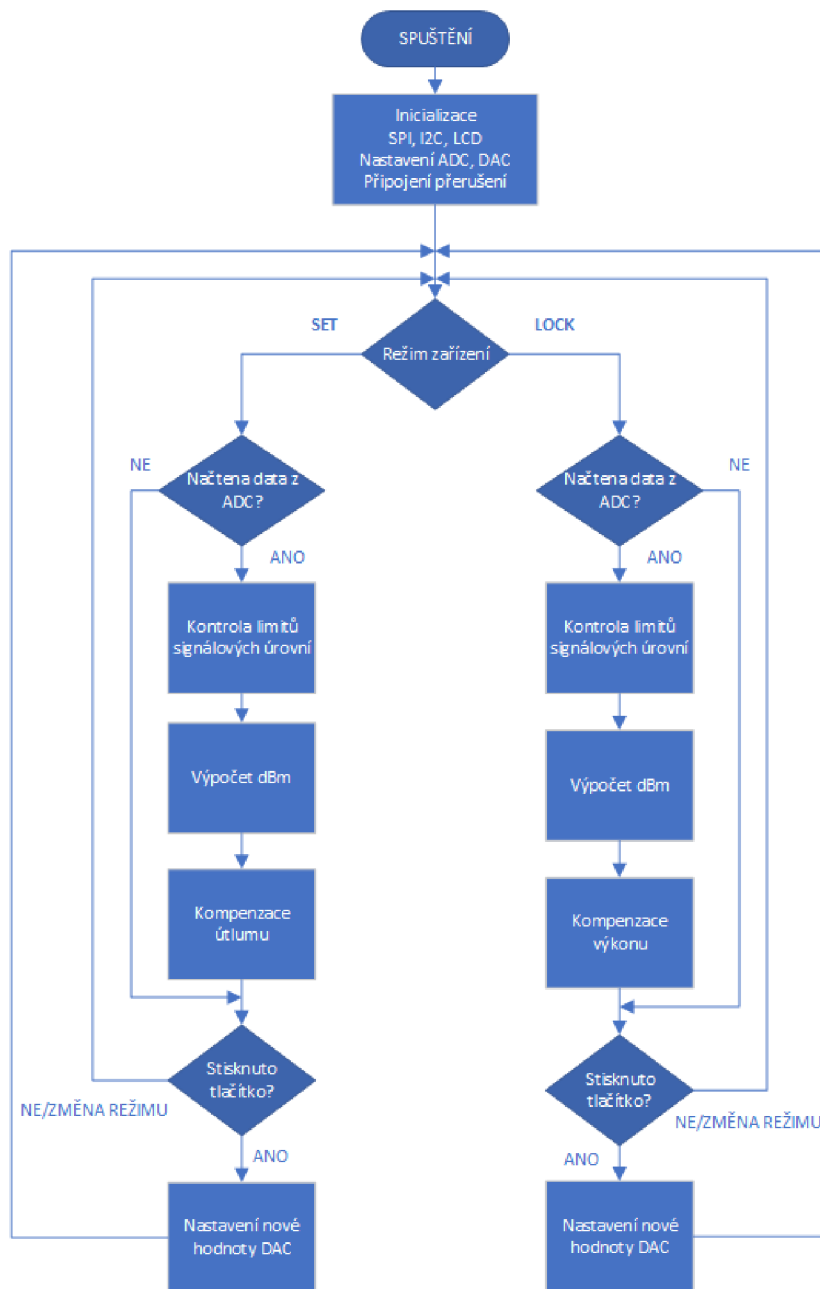 SPUŠTĚNÍ
Inicializace
SPI, I2C, LCD
Nastavení ADC, DAC
Připojení přerušení
SET
LOCK
Režim zařízení
NE
Načtena data z
ADC?
ANO
Kontrola limitů
signálových úrovní
Výpočet dBm
Kompenzace
útlumu
Stisknuto
tlačítko?
NE/ZMĚNA REŽIMU
ANO
Nastavení nové
hodnoty DAC
NE
Načtena data z
ADC?
ANO
Kontrola limitů
signálových úrovní
Výpočet dBm
Kompenzace
výkonu
Stisknuto
tlačítko?
NE/ZMĚNA REŽIMU
ANO
Nastavení nové
hodnoty DAC